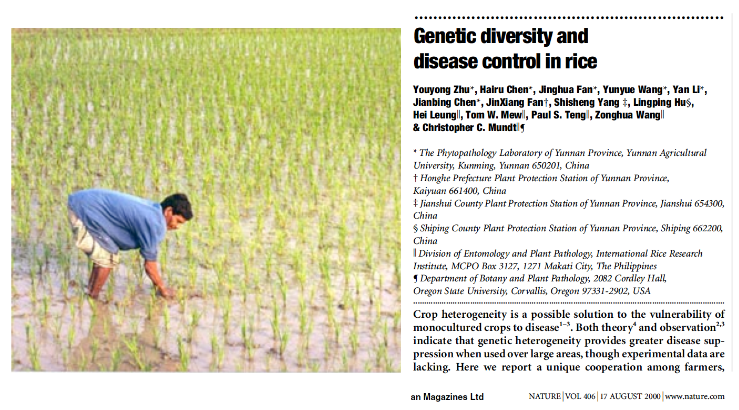 Genetic diversity and
disease control in rice
Youyong Zhu*, Hairu Chen*, Jinghua Fan*, Yunyue Wang*, Yan Li*,
Jianbing Chen*, JinXiang Fan†, Shisheng Yang ‡, Lingping Hu§,
Hei Leung‖, Tom W. Mew‖, Paul S. Teng‖, Zonghua Wang‖
& Christopher C. Mundt‖¶
* The Phytopathology Laboratory of Yunnan Province, Yunnan Agricultural
University, Kunming, Yunnan 650201, China
† Honghe Prefecture Plant Protection Station of Yunnan Province,
Kaiyuan 661400, China
‡ Jianshui County Plant Protection Station of Yunnan Province, Jianshui 654300,
China
§ Shiping County Plant Protection Station of Yunnan Province, Shiping 662200,
China
‖ Division of Entomology and Plant Pathology, International Rice Research
Institute, MCPO Box 3127, 1271 Makati City, The Philippines
¶ Department of Botany and Plant Pathology, 2082 Cordley Hall,
Oregon State University, Corvallis, Oregon 97331-2902, USA
Crop heterogeneity is a possible solution to the vulnerability of
monocultured crops to disease¹⁻³. Both theory⁴ and observation²,³
indicate that genetic heterogeneity provides greater disease sup-
pression when used over large areas, though experimental data are
lacking. Here we report a unique cooperation among farmers,
an Magazines Ltd
NATURE | VOL 406 | 17 AUGUST 2000 | www.nature.com